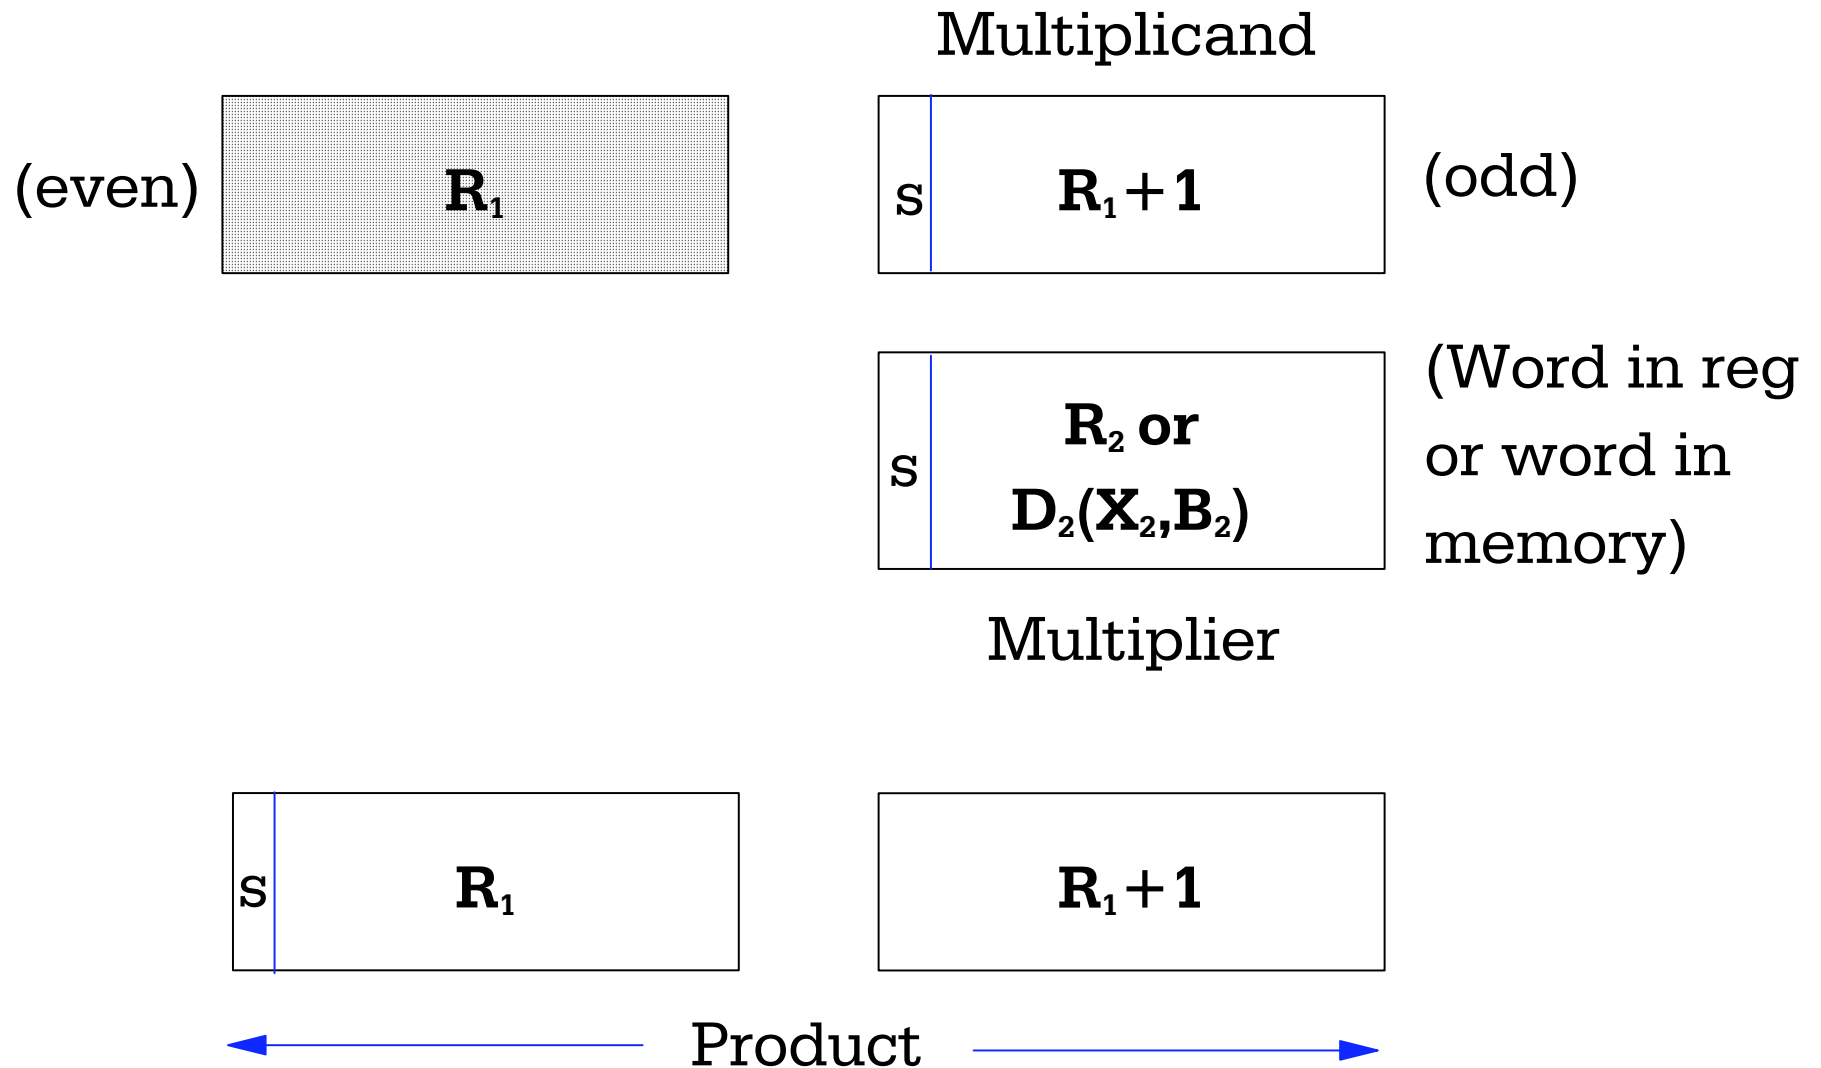 Multiplicand
(even)
R₁
s
R₁+1
(odd)
s
R₂ or
D₂(X₂,B₂)
(Word in reg
or word in
memory)
Multiplier
s
R₁
R₁+1
Product